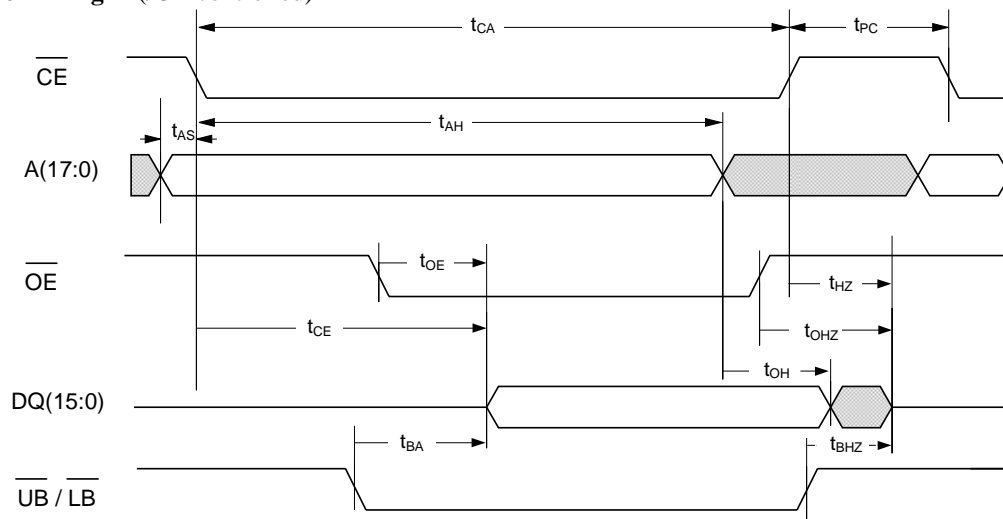 tCA
tPC
CE
tAS
tAH
A(17:0)
OE
tOE
tHZ
tCE
tOHZ
tOH
DQ(15:0)
tBA
tBHZ
UB / LB